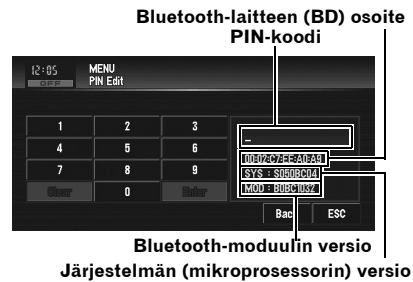 Bluetooth-laitteen (BD) osoite
PIN-koodi
12:05 MENU
OFF PIN Edit
1 2 3
4 5 6
7 8 9
Clear 0 Enter
00:02:C7:EE:A0:A9
SYS : S050BC04
MOD : B0BC1032
Back ESC
Bluetooth-moduulin versio
Järjestelmän (mikroprosessorin) versio